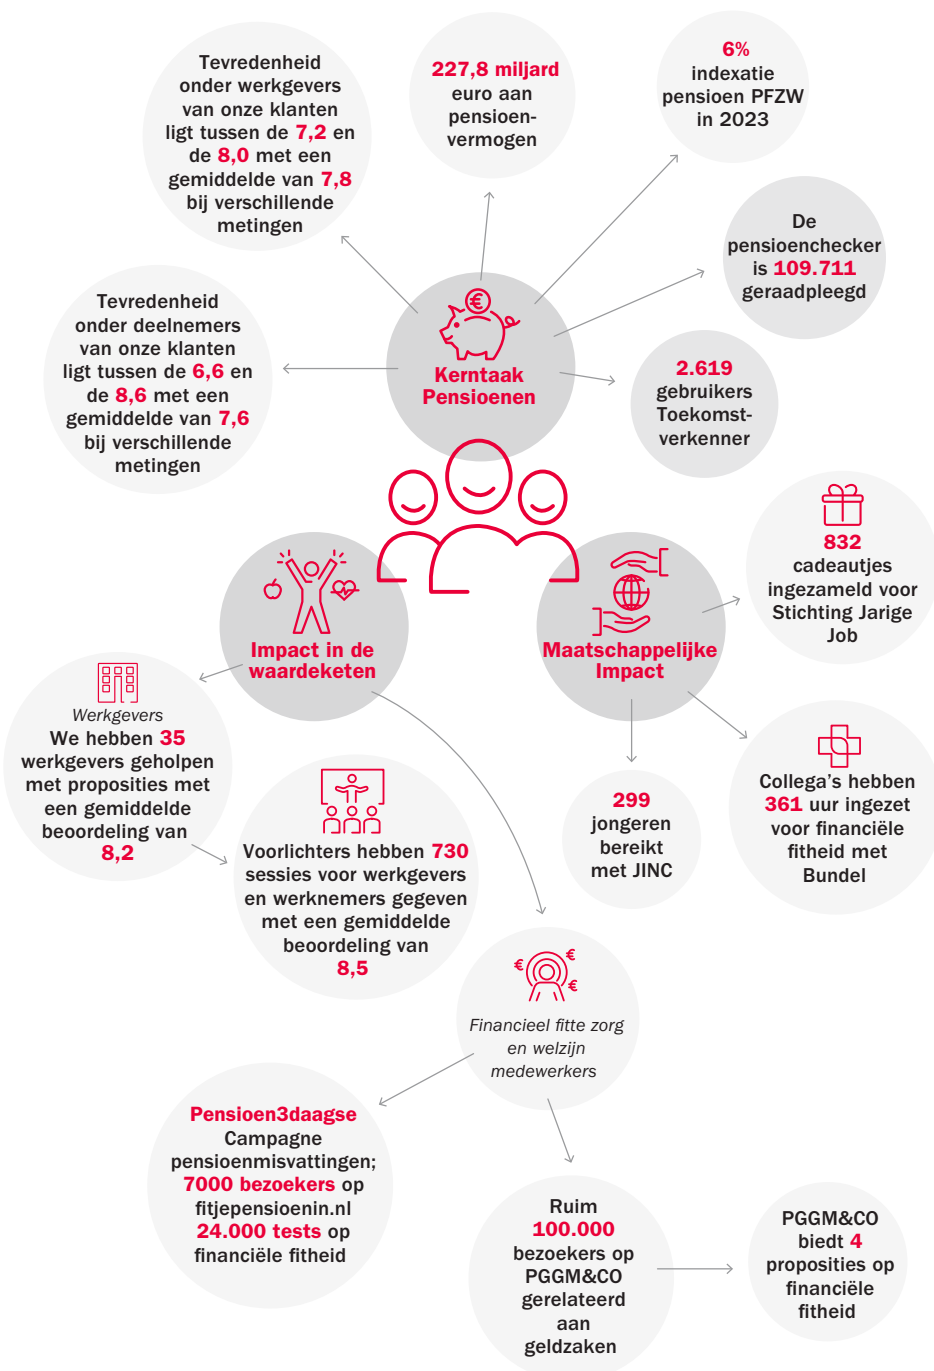 Tevredenheid
onder werkgevers
van onze klanten
ligt tussen de 7,2 en
de 8,0 met een
gemiddelde van 7,8
bij verschillende
metingen
227,8 miljard
euro aan
pensioen-
vermogen
6%
indexatie
pensioen PFZW
in 2023
De
pensioenchecker
is 109.711
geraadpleegd
Tevredenheid
onder deelnemers
van onze klanten
ligt tussen de 6,6 en
de 8,6 met een
gemiddelde van 7,6
bij verschillende
metingen
€
Kerntaak
Pensioenen
2.619
gebruikers
Toekomst-
verkenner
Impact in de
waardeketen
Maatschappelijke
Impact
832
cadeautjes
ingezameld voor
Stichting Jarige
Job
Werkgevers
We hebben 35
werkgevers geholpen
met proposities met
een gemiddelde
beoordeling van
8,2
Voorlichters hebben 730
sessies voor werkgevers
en werknemers gegeven
met een gemiddelde
beoordeling van
8,5
299
jongeren
bereikt
met JINC
Collega's hebben
361 uur ingezet
voor financiële
fitheid met
Bundel
€ €
€
Financieel fitte zorg
en welzijn
medewerkers
Pensioen3daagse
Campagne
pensioenmisvattingen;
7000 bezoekers op
fitjepensioenin.nl
24.000 tests op
financiële fitheid
Ruim
100.000
bezoekers op
PGGM&CO
gerelateerd
aan
geldzaken
PGGM&CO
biedt 4
proposities op
financiële
fitheid